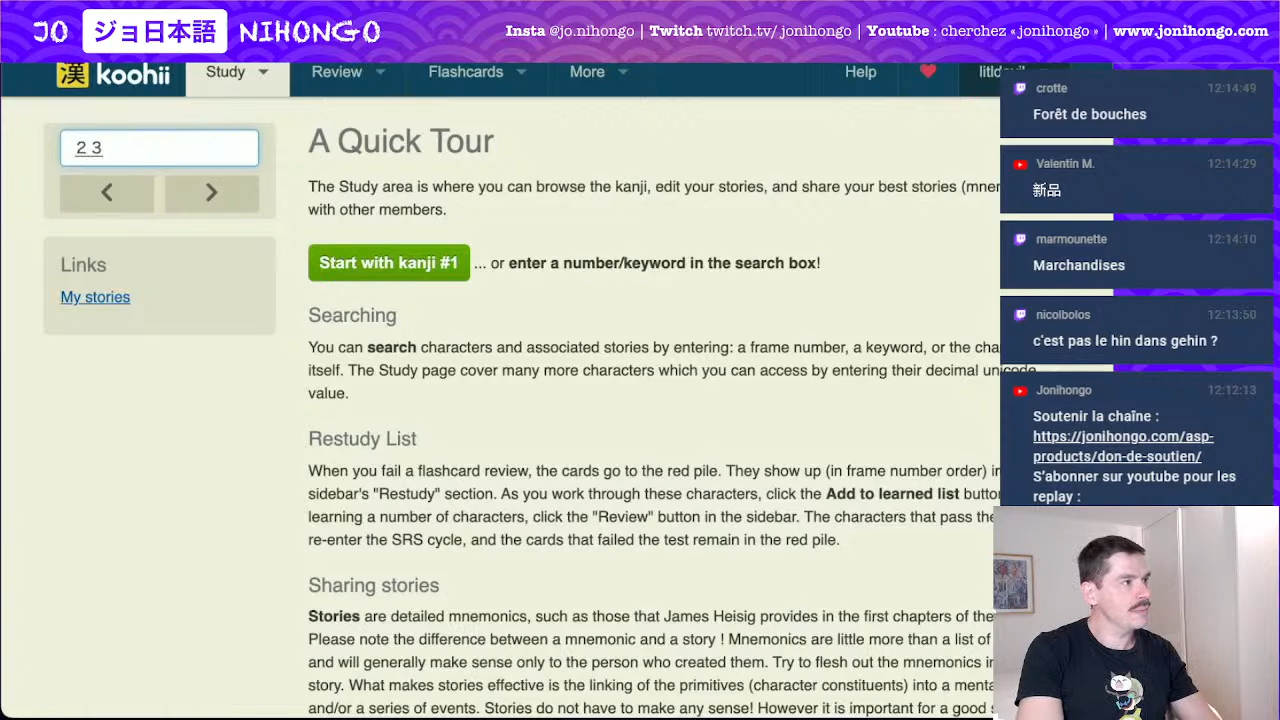 JO ジョ日本語 NIHONGO
Insta @jo.nihongo | Twitch twitch.tv/ jonihongo | Youtube : cherchez « jonihongo » | www.jonihongo.com
漢 koohii
Study
Review
Flashcards
More
Help
2 3
Links
My stories
A Quick Tour
The Study area is where you can browse the kanji, edit your stories, and share your best stories
with other members.
Start with kanji #1 ... or enter a number/keyword in the search box!
Searching
You can search characters and associated stories by entering: a frame number, a keyword, or the
itself. The Study page cover many more characters which you can access by entering their decimal unicode
value.
Restudy List
When you fail a flashcard review, the cards go to the red pile. They show up (in frame number order)
sidebar's "Restudy" section. As you work through these characters, click the Add to learned list
learning a number of characters, click the "Review" button in the sidebar. The characters that pass
re-enter the SRS cycle, and the cards that failed the test remain in the red pile.
Sharing stories
Stories are detailed mnemonics, such as those that James Heisig provides in the first chapters of the
Please note the difference between a mnemonic and a story ! Mnemonics are little more than a list of
and will generally make sense only to the person who created them. Try to flesh out the mnemonics
story. What makes stories effective is the linking of the primitives (character constituents) into a
and/or a series of events. Stories do not have to make any sense! However it is important for a good
crotte 12:14:49
Forêt de bouches
Valentin M. 12:14:29
新品
marmounette 12:14:10
Marchandises
nicolbolos 12:13:50
c'est pas le hin dans gehin ?
Jonihongo 12:12:13
Soutenir la chaîne :
https://jonihongo.com/asp-
products/don-de-soutien/
S'abonner sur youtube pour les
replay :